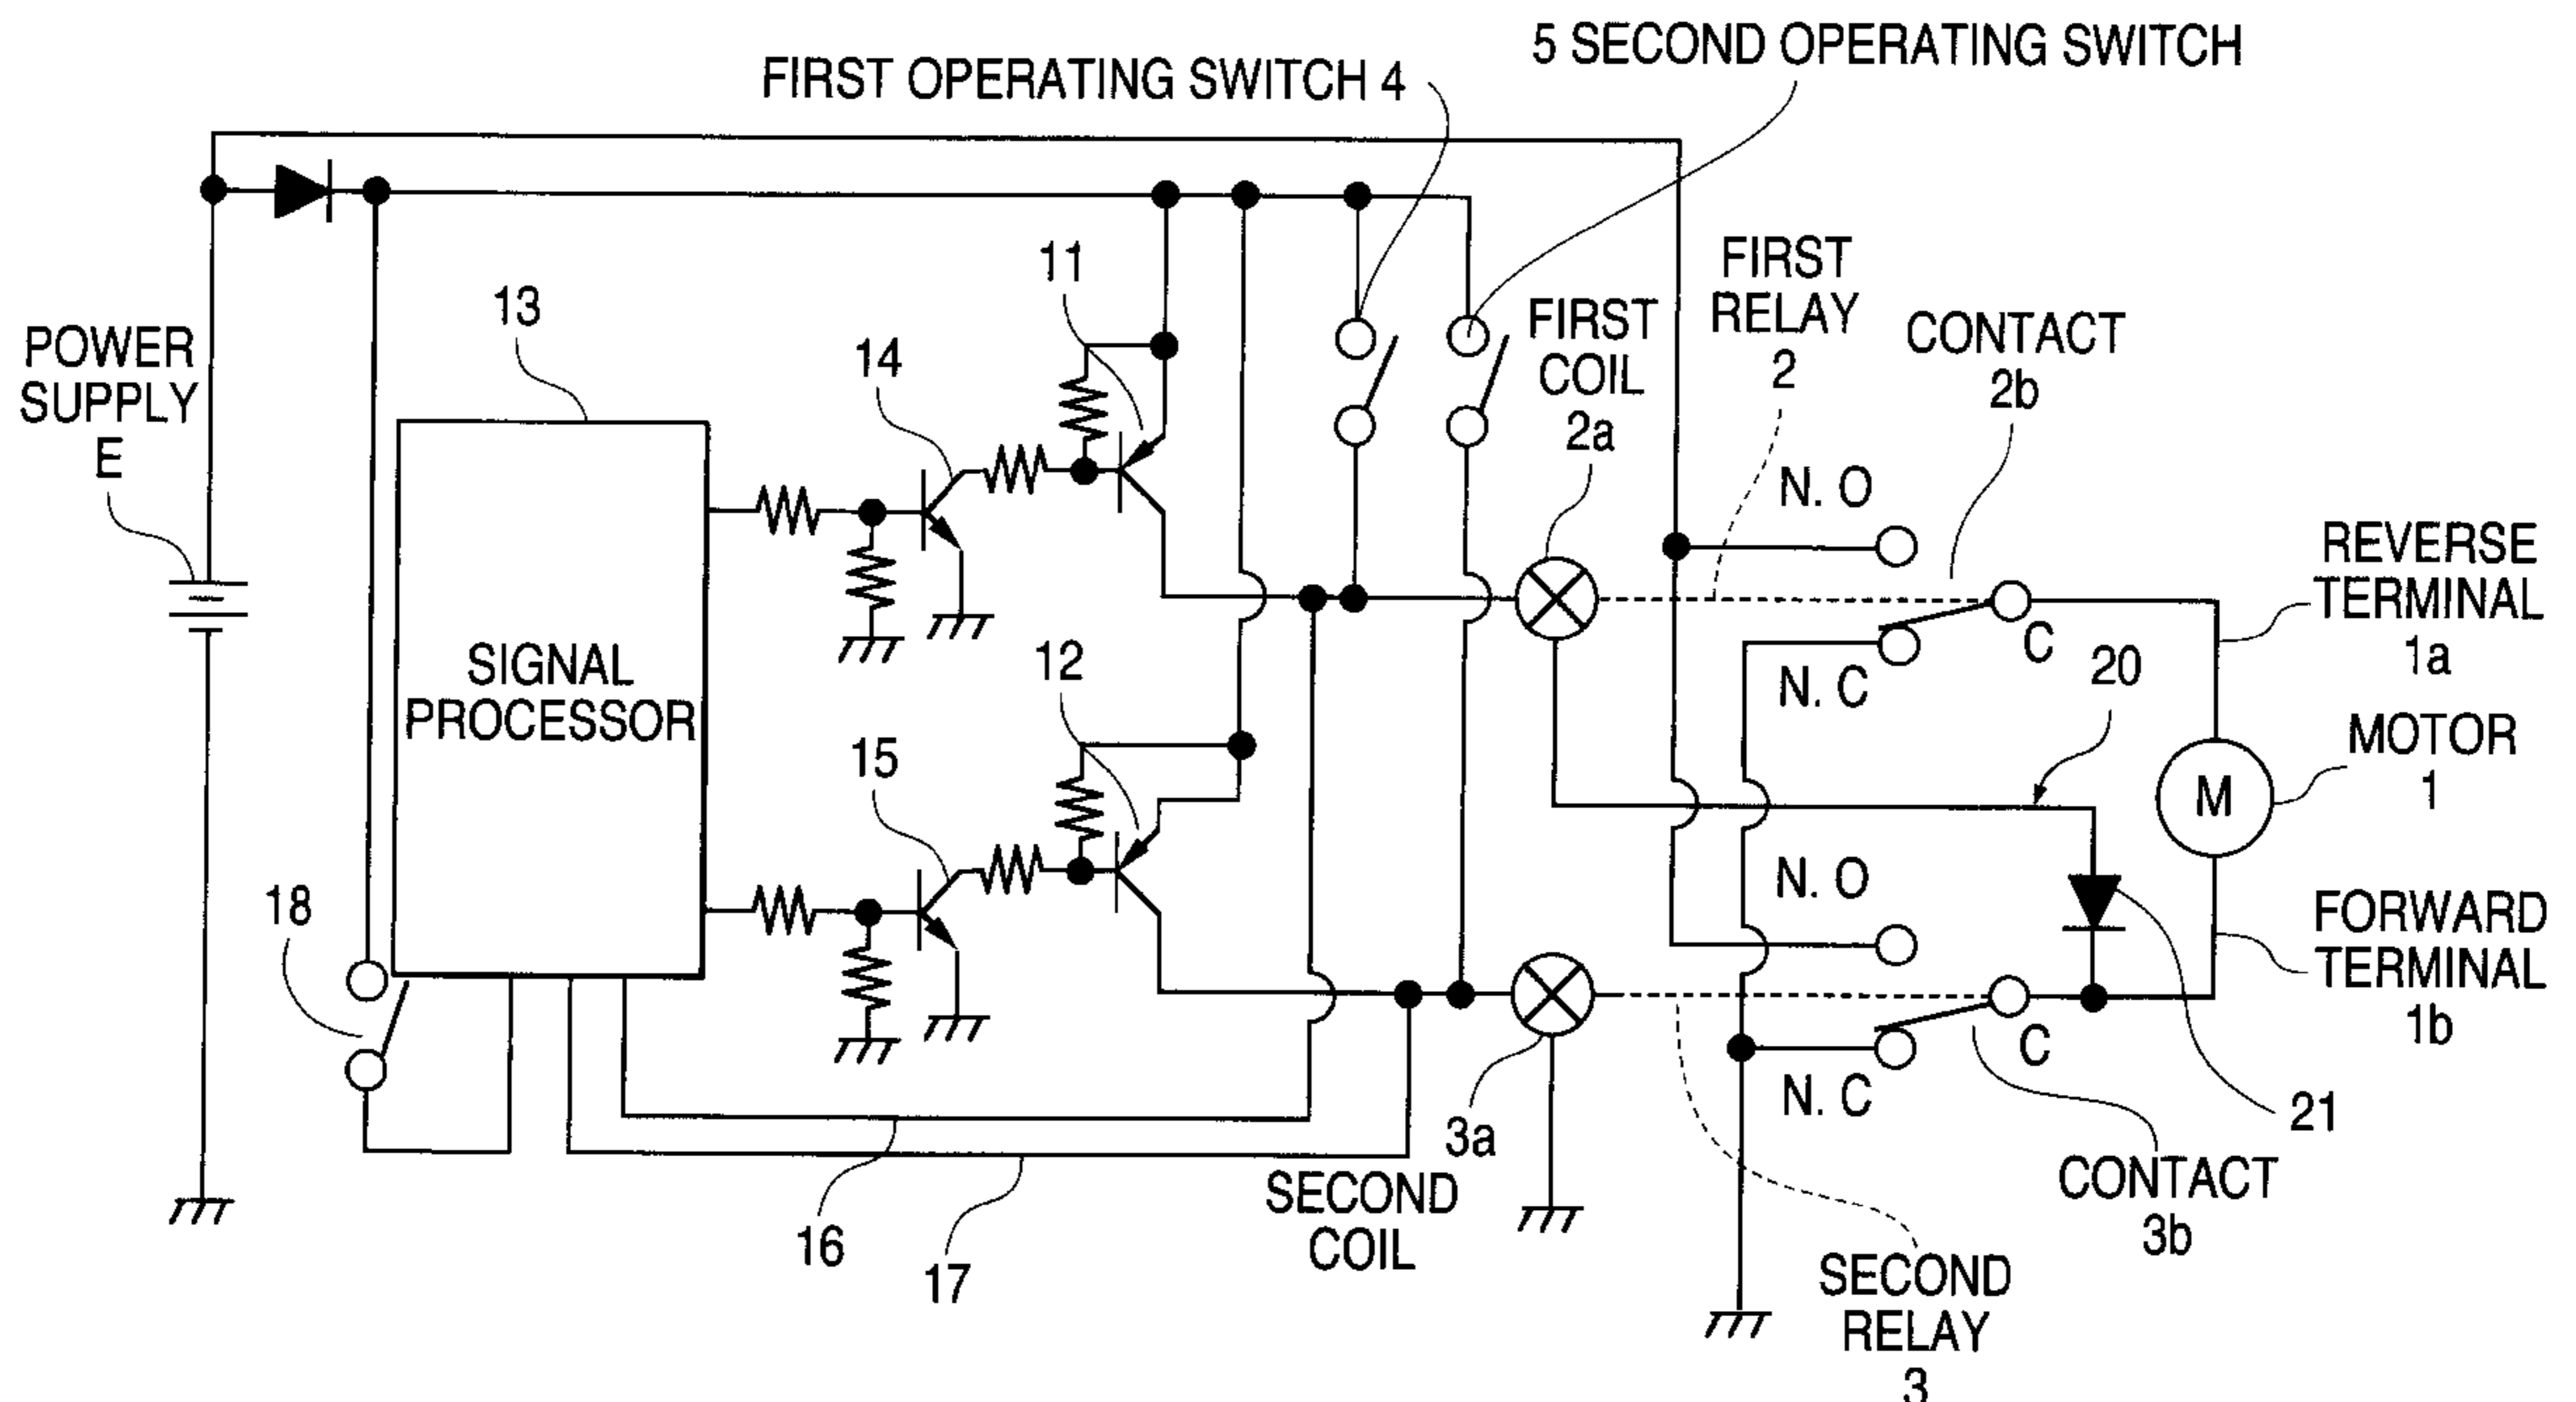 5 SECOND OPERATING SWITCH
FIRST OPERATING SWITCH 4
POWER
SUPPLY
E
13
14
11
FIRST
COIL
2a
FIRST
RELAY
2
CONTACT
2b
N. O
REVERSE
TERMINAL
1a
C
N. C
20
SIGNAL
PROCESSOR
12
15
MOTOR
1
M
18
N. O
FORWARD
TERMINAL
1b
C
N. C
21
3a
SECOND
COIL
16
17
CONTACT
3b
SECOND
RELAY
3